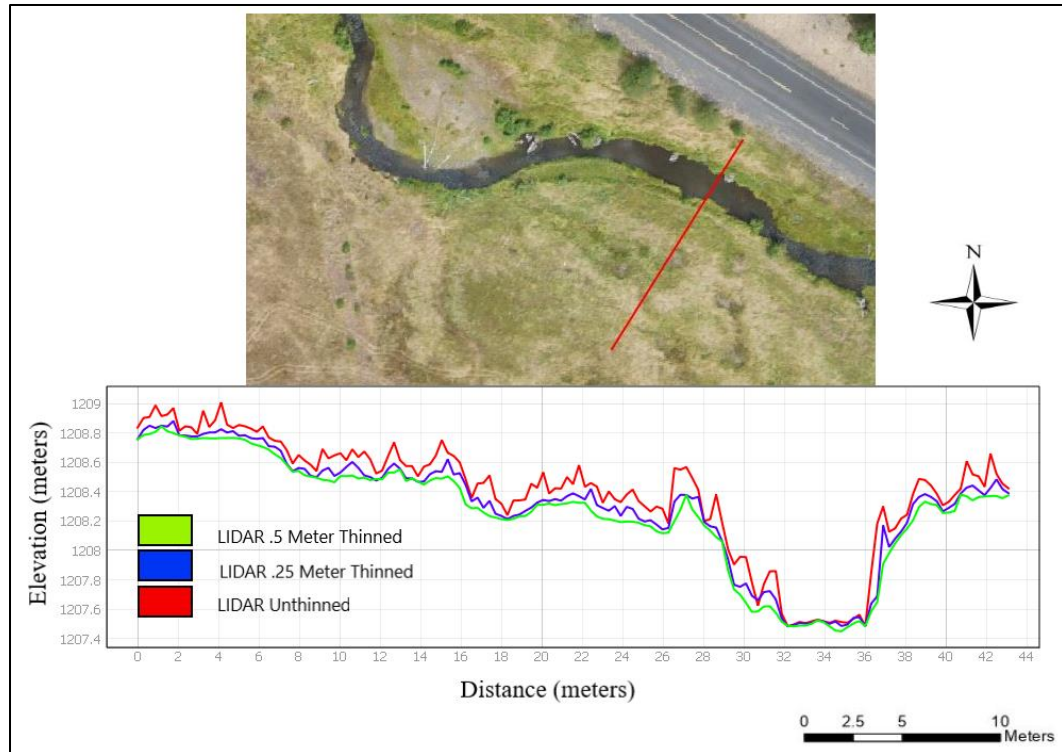 N
1209
1208.8
1208.6
1208.4
1208.2
1208
1207.8
1207.6
1207.4
Elevation (meters)
LIDAR .5 Meter Thinned
LIDAR .25 Meter Thinned
LIDAR Unthinned
0 2 4 6 8 10 12 14 16 18 20 22 24 26 28 30 32 34 36 38 40 42 44
Distance (meters)
0 2.5 5 10
Meters